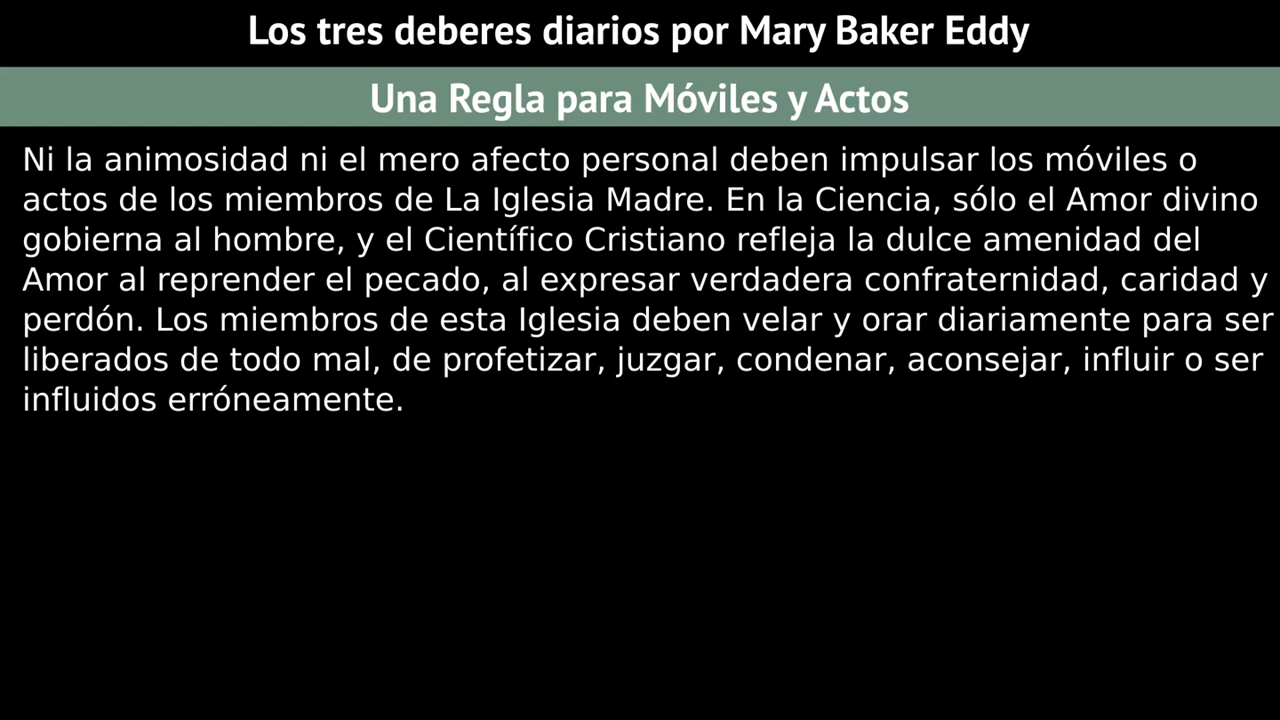 Los tres deberes diarios por Mary Baker Eddy
Una Regla para Móviles y Actos
Ni la animosidad ni el mero afecto personal deben impulsar los móviles o
actos de los miembros de La Iglesia Madre. En la Ciencia, sólo el Amor divino
gobierna al hombre, y el Científico Cristiano refleja la dulce amenidad del
Amor al reprender el pecado, al expresar verdadera confraternidad, caridad y
perdón. Los miembros de esta Iglesia deben velar y orar diariamente para ser
liberados de todo mal, de profetizar, juzgar, condenar, aconsejar, influir o ser
influidos erróneamente.